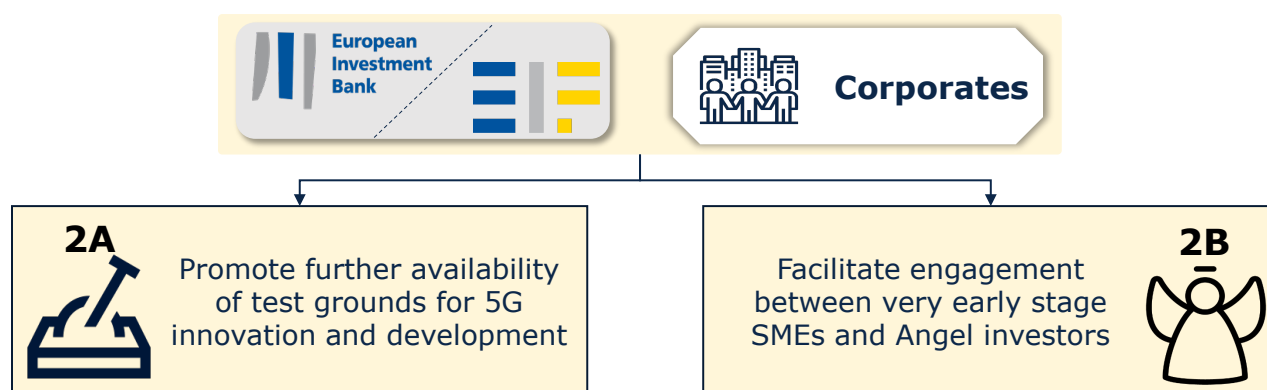 European
Investment
Bank
Corporates
2A
Promote further availability
of test grounds for 5G
innovation and development
2B
Facilitate engagement
between very early stage
SMEs and Angel investors